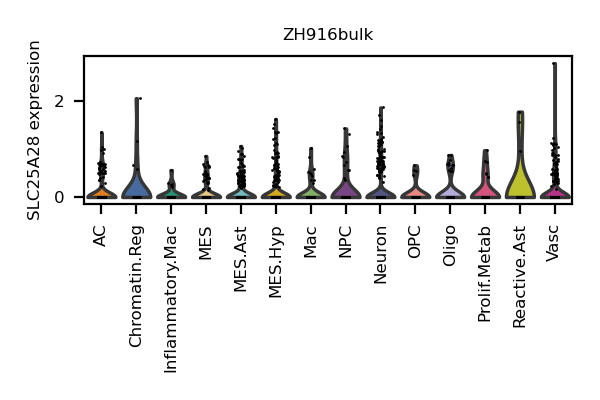 ZH916bulk
SLC25A28 expression
2
0
AC
Chromatin.Reg
Inflammatory.Mac
MES
MES.Ast
MES.Hyp
Mac
NPC
Neuron
OPC
Oligo
Prolif.Metab
Reactive.Ast
Vasc